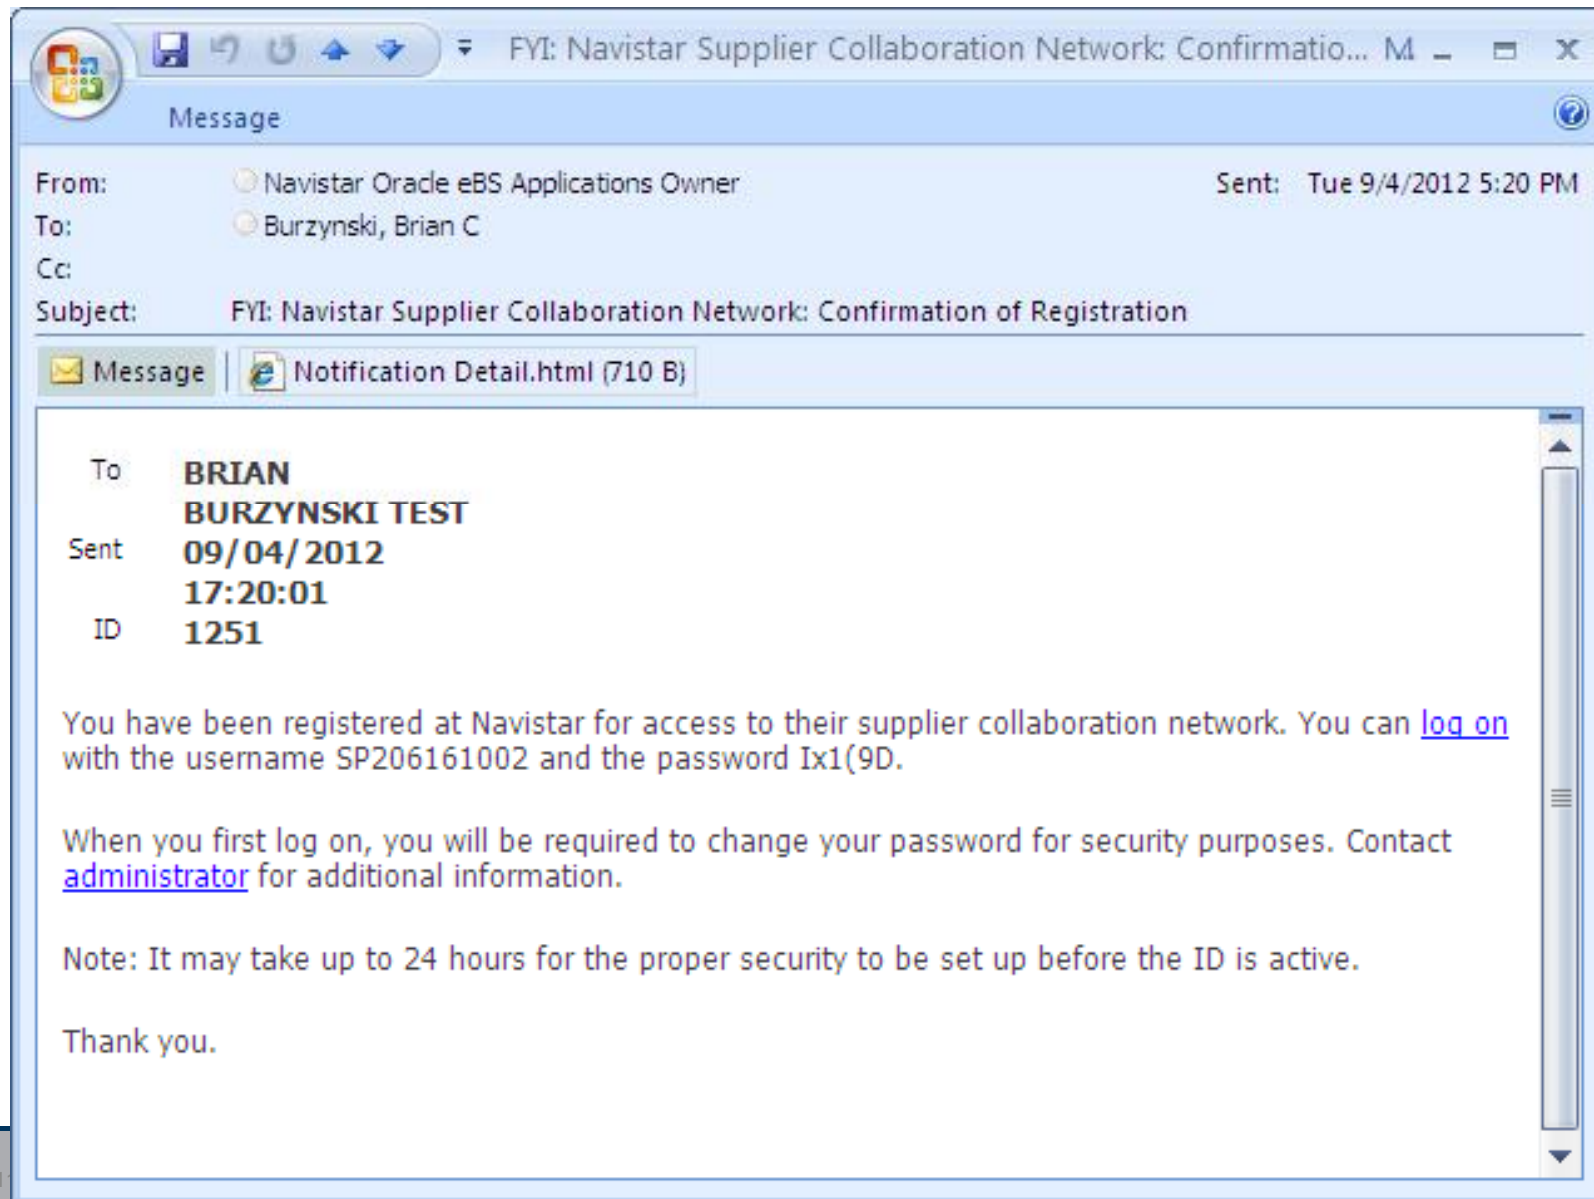 FYI: Navistar Supplier Collaboration Network: Confirmatio... M
Message
From: Navistar Oracle eBS Applications Owner Sent: Tue 9/4/2012 5:20 PM
To: Burzynski, Brian C
Cc:
Subject: FYI: Navistar Supplier Collaboration Network: Confirmation of Registration
Message Notification Detail.html (710 B)
To BRIAN
BURZYNSKI TEST
Sent 09/04/2012
17:20:01
ID 1251
You have been registered at Navistar for access to their supplier collaboration network. You can log on
with the username SP206161002 and the password Ix1(9D.
When you first log on, you will be required to change your password for security purposes. Contact
administrator for additional information.
Note: It may take up to 24 hours for the proper security to be set up before the ID is active.
Thank you.